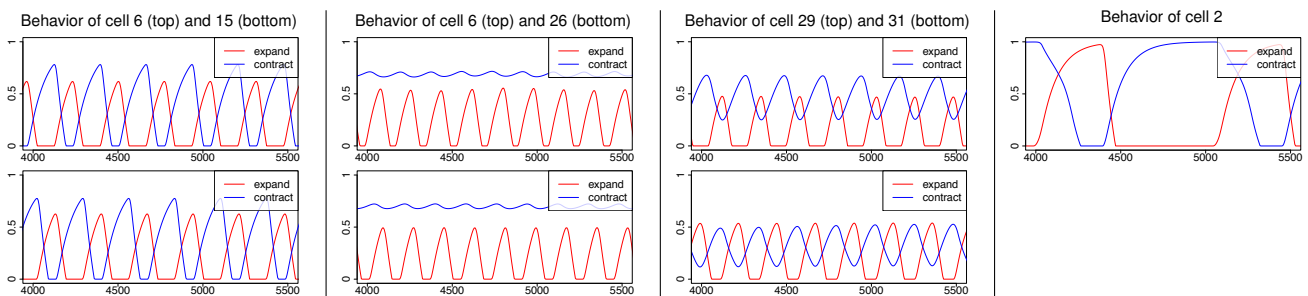 Behavior of cell 6 (top) and 15 (bottom)
1
0.5
0
expand
contract
4000 4500 5000 5500
1
0.5
0
expand
contract
4000 4500 5000 5500
Behavior of cell 6 (top) and 26 (bottom)
1
0.5
0
expand
contract
4000 4500 5000 5500
1
0.5
0
expand
contract
4000 4500 5000 5500
Behavior of cell 29 (top) and 31 (bottom)
1
0.5
0
expand
contract
4000 4500 5000 5500
1
0.5
0
expand
contract
4000 4500 5000 5500
Behavior of cell 2
1
0.5
0
expand
contract
4000 4500 5000 5500